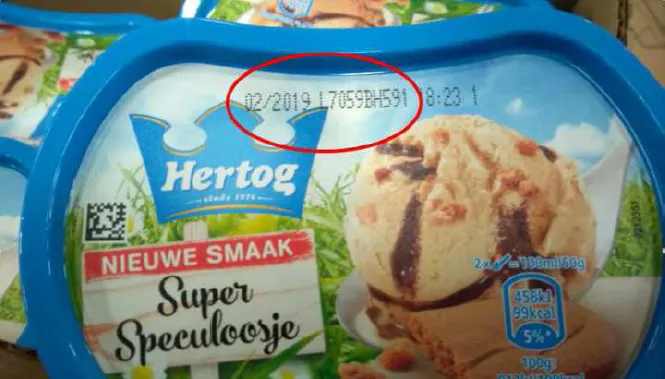 02/2019 L7059BH591 18:23 1
Hertog
sinds 1974
NIEUWE SMAAK
Super
Speculoosje
2x = 100ml/50g
458kJ
99kcal
5%*
100g: